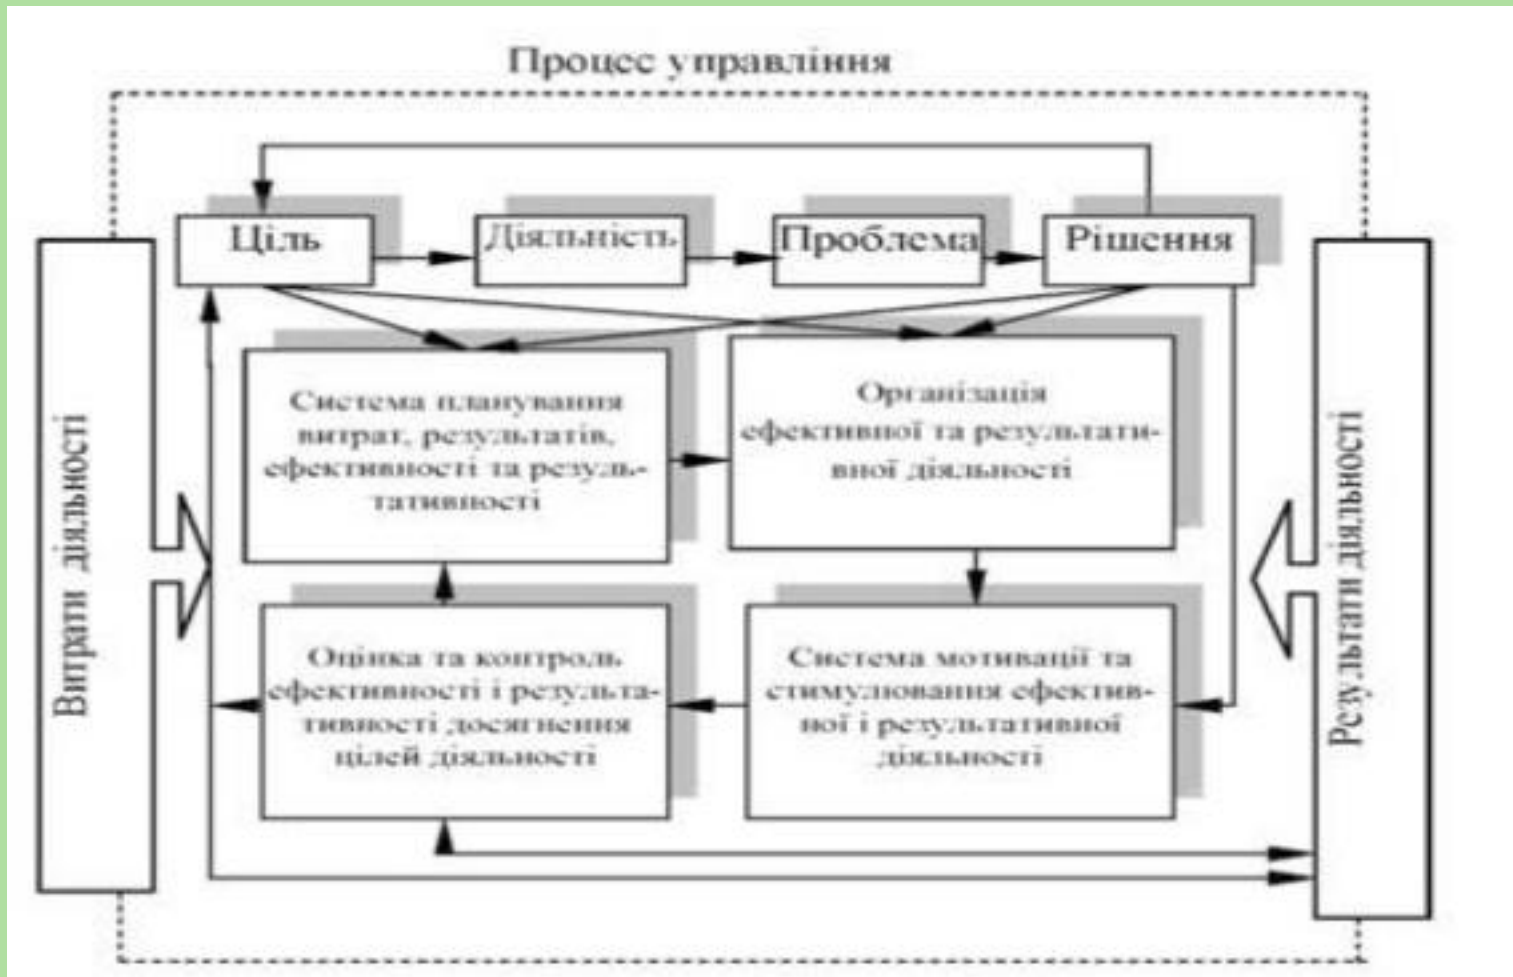 Процес управління
Ціль
Діяльність
Проблема
Рішення
Витрати діяльності
Система планування
витрат, результатів,
ефективності та резуль-
тативності
Організація
ефективної та результати-
вної діяльності
Оцінка та контроль
ефективності і результа-
тивності досягнення
цілей діяльності
Система мотивації та
стимулювання ефектив-
ної і результативної
діяльності
Результати діяльності